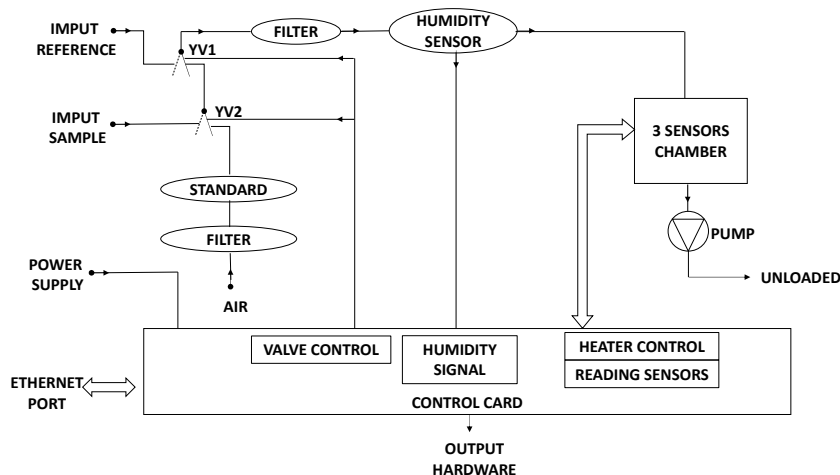 IMPUT
REFERENCE
FILTER
HUMIDITY
SENSOR
YV1
YV2
IMPUT
SAMPLE
3 SENSORS
CHAMBER
STANDARD
FILTER
PUMP
POWER
SUPPLY
AIR
UNLOADED
VALVE CONTROL
HUMIDITY
SIGNAL
HEATER CONTROL
READING SENSORS
ETHERNET
PORT
CONTROL CARD
OUTPUT
HARDWARE